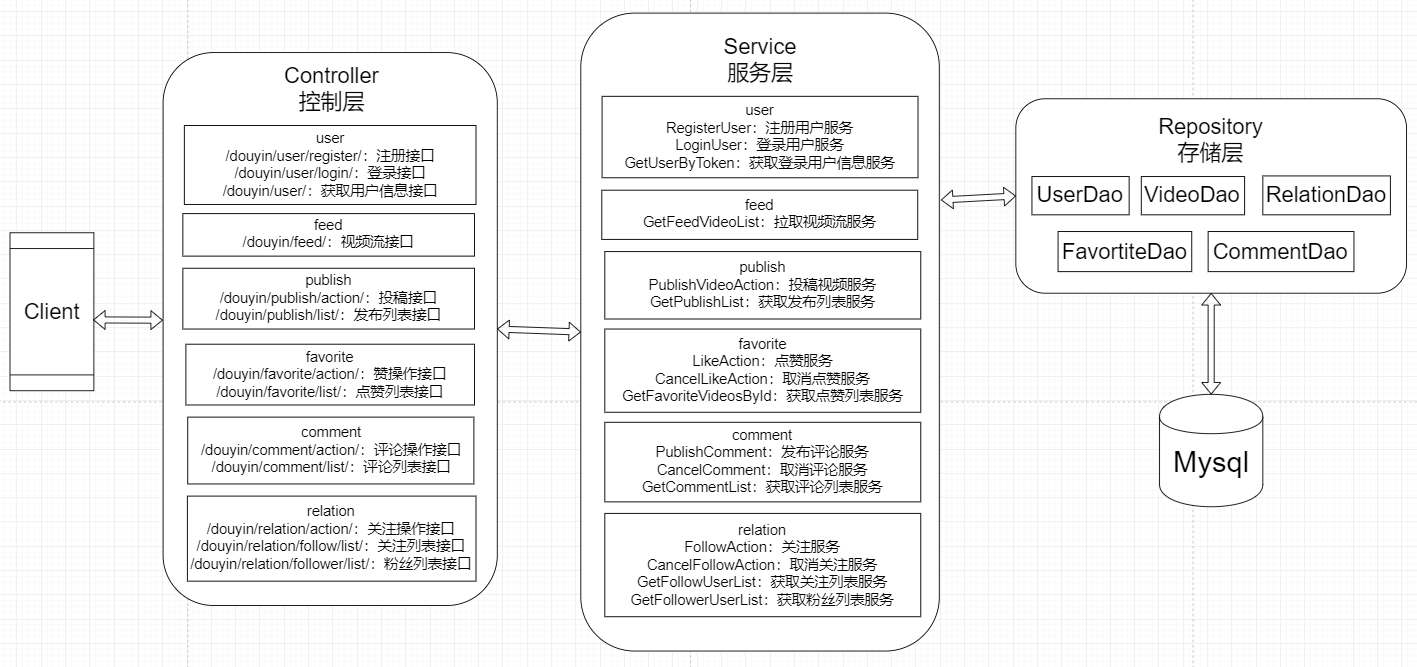 Client
Controller
控制层
user
/douyin/user/register/：注册接口
/douyin/user/login/：登录接口
/douyin/user/：获取用户信息接口
feed
/douyin/feed/：视频流接口
publish
/douyin/publish/action/：投稿接口
/douyin/publish/list/：发布列表接口
favorite
/douyin/favorite/action/：赞操作接口
/douyin/favorite/list/：点赞列表接口
comment
/douyin/comment/action/：评论操作接口
/douyin/comment/list/：评论列表接口
relation
/douyin/relation/action/：关注操作接口
/douyin/relation/follow/list/：关注列表接口
/douyin/relation/follower/list/：粉丝列表接口
Service
服务层
user
RegisterUser：注册用户服务
LoginUser：登录用户服务
GetUserByToken：获取登录用户信息服务
feed
GetFeedVideoList：拉取视频流服务
publish
PublishVideoAction：投稿视频服务
GetPublishList：获取发布列表服务
favorite
LikeAction：点赞服务
CancelLikeAction：取消点赞服务
GetFavoriteVideosById：获取点赞列表服务
comment
PublishComment：发布评论服务
CancelComment：取消评论服务
GetCommentList：获取评论列表服务
relation
FollowAction：关注服务
CancelFollowAction：取消关注服务
GetFollowUserList：获取关注列表服务
GetFollowerUserList：获取粉丝列表服务
Repository
存储层
UserDao
VideoDao
RelationDao
FavortiteDao
CommentDao
Mysql